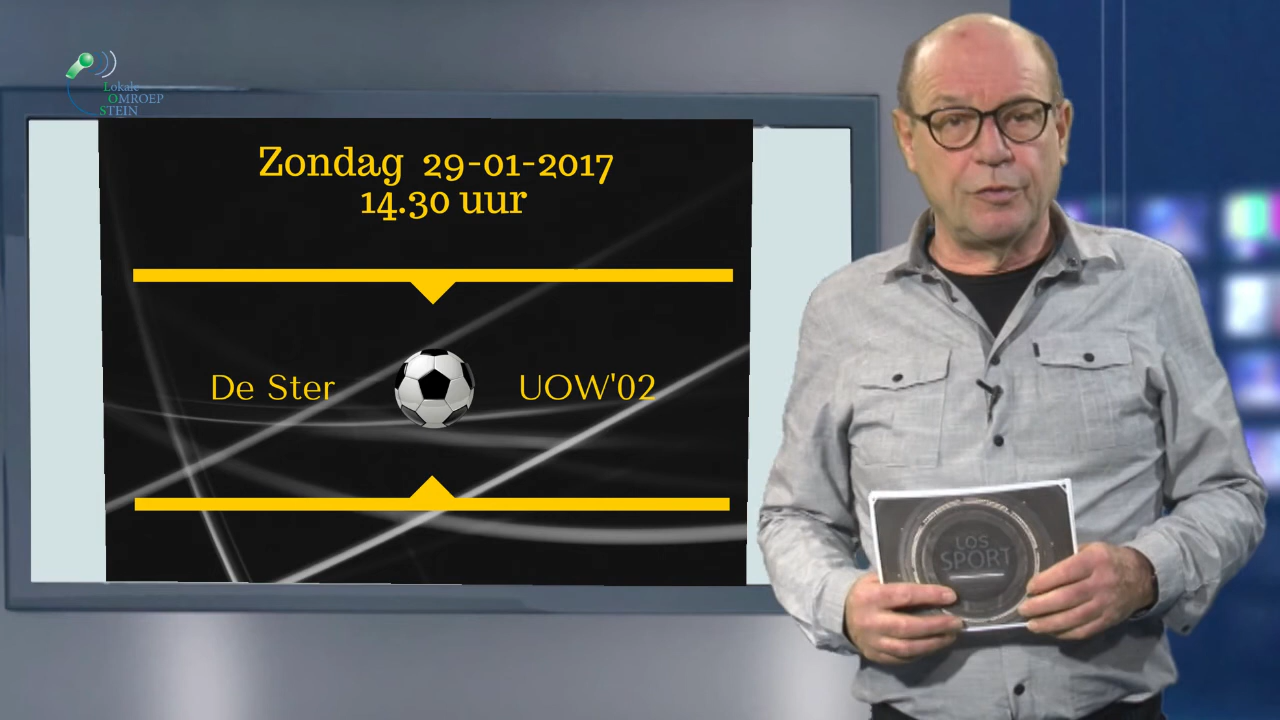 Lokale
OMROEP
STEIN
Zondag 29-01-2017
14.30 uur
De Ster
UOW'02
LOS
SPORT